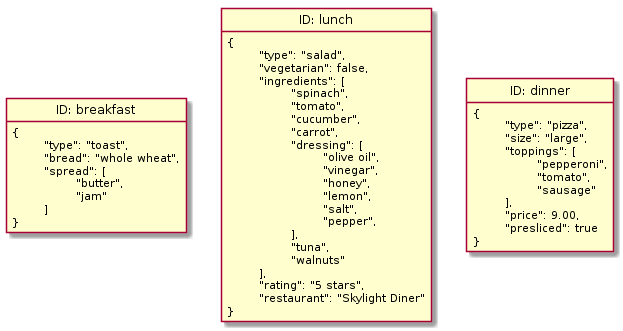 ID: breakfast
{
	"type": "toast",
	"bread": "whole wheat",
	"spread": [
		"butter",
		"jam"
	]
}
ID: lunch
{
	"type": "salad",
	"vegetarian": false,
	"ingredients": [
		"spinach",
		"tomato",
		"cucumber",
		"carrot",
		"dressing": [
			"olive oil",
			"vinegar",
			"honey",
			"lemon",
			"salt",
			"pepper",
		],
		"tuna",
		"walnuts"
	],
	"rating": "5 stars",
	"restaurant": "Skylight Diner"
}
ID: dinner
{
	"type": "pizza",
	"size": "large",
	"toppings": [
		"pepperoni",
		"tomato",
		"sausage"
	],
	"price": 9.00,
	"presliced": true
}